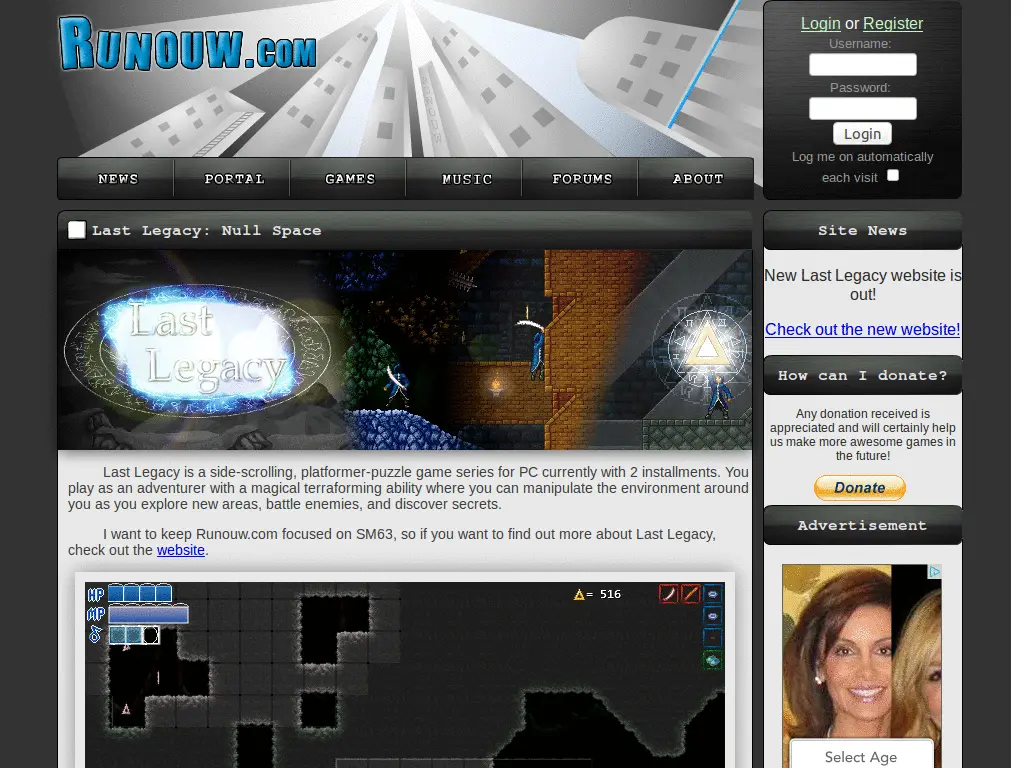 RUNOUW.COM
Login or Register
Username:
Password:
Login
Log me on automatically
each visit
NEWS
PORTAL
GAMES
MUSIC
FORUMS
ABOUT
Last Legacy: Null Space
Last
Legacy
Last Legacy is a side-scrolling, platformer-puzzle game series for PC currently with 2 installments. You
play as an adventurer with a magical terraforming ability where you can manipulate the environment around
you as you explore new areas, battle enemies, and discover secrets.
I want to keep Runouw.com focused on SM63, so if you want to find out more about Last Legacy,
check out the website.
HP
MP
= 516
Site News
New Last Legacy website is
out!
Check out the new website!
How can I donate?
Any donation received is
appreciated and will certainly help
us make more awesome games in
the future!
Donate
Advertisement
Select Age